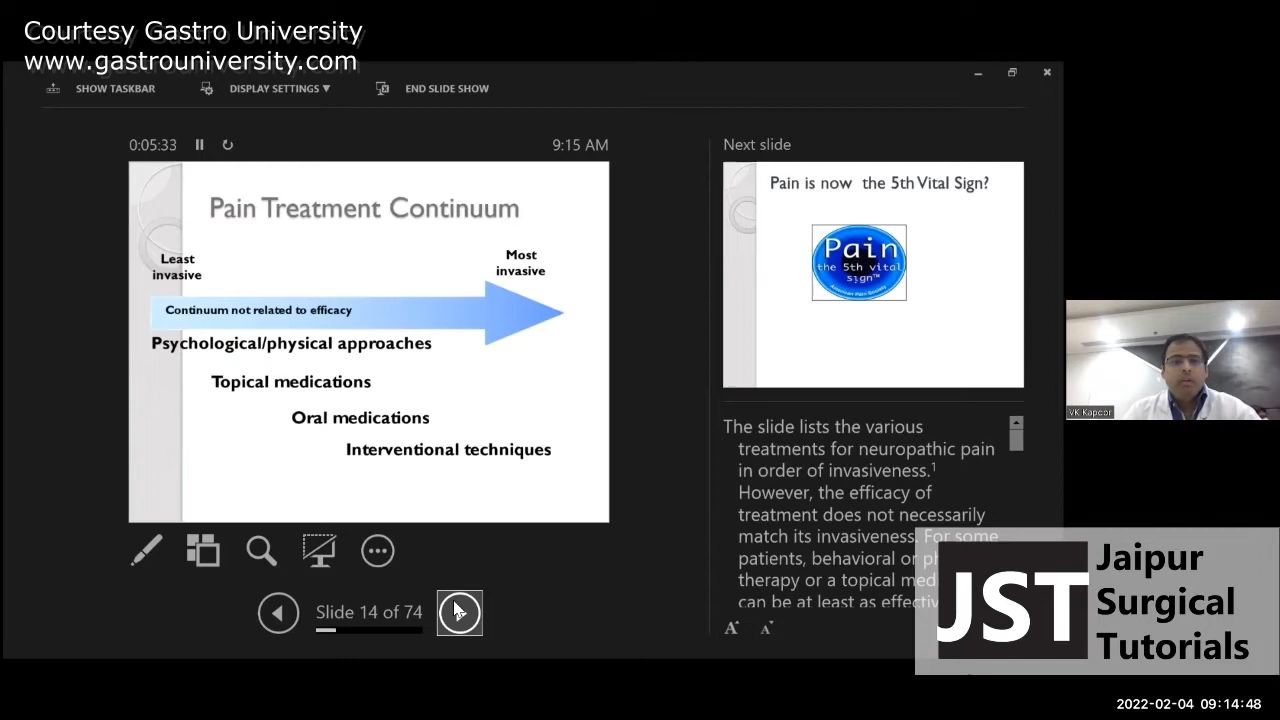 Courtesy Gastro University
www.gastrouniversity.com
SHOW TASKBAR
DISPLAY SETTINGS ▼
END SLIDE SHOW
0:05:33
9:15 AM
Pain Treatment Continuum
Least
invasive
Most
invasive
Continuum not related to efficacy
Psychological/physical approaches
Topical medications
Oral medications
Interventional techniques
Slide 14 of 74
Next slide
Pain is now the 5th Vital Sign?
Pain
the 5th vital
sign™
American Pain Society
The slide lists the various
treatments for neuropathic pain
in order of invasiveness.1
However, the efficacy of
treatment does not necessarily
match its invasiveness. For some
patients, behavioral or
therapy or a topical med
can be at least as effective
A A
VK Kapoor
JST
Jaipur
Surgical
Tutorials
2022-02-04 09:14:48